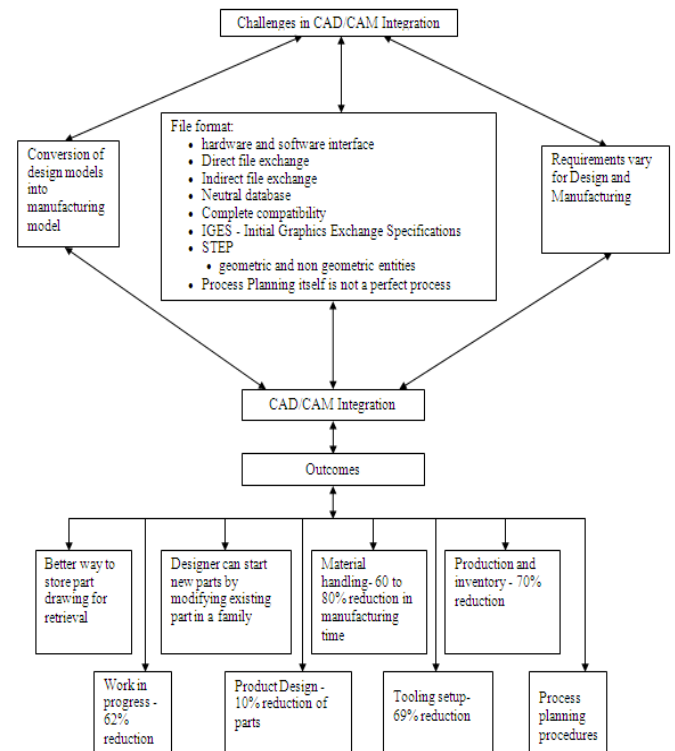 Challenges in CAD/CAM Integration
Conversion of
design models
into
manufacturing
model
File format:
• hardware and software interface
• Direct file exchange
• Indirect file exchange
• Neutral database
• Complete compatibility
• IGES - Initial Graphics Exchange Specifications
• STEP
• geometric and non geometric entities
• Process Planning itself is not a perfect process
Requirements vary
for Design and
Manufacturing
CAD/CAM Integration
Outcomes
Better way to
store part
drawing for
retrieval
Designer can start
new parts by
modifying existing
part in a family
Material
handling- 60 to
80% reduction in
manufacturing
time
Production and
inventory - 70%
reduction
Work in
progress -
62%
reduction
Product Design -
10% reduction of
parts
Tooling setup-
69% reduction
Process
planning
procedures